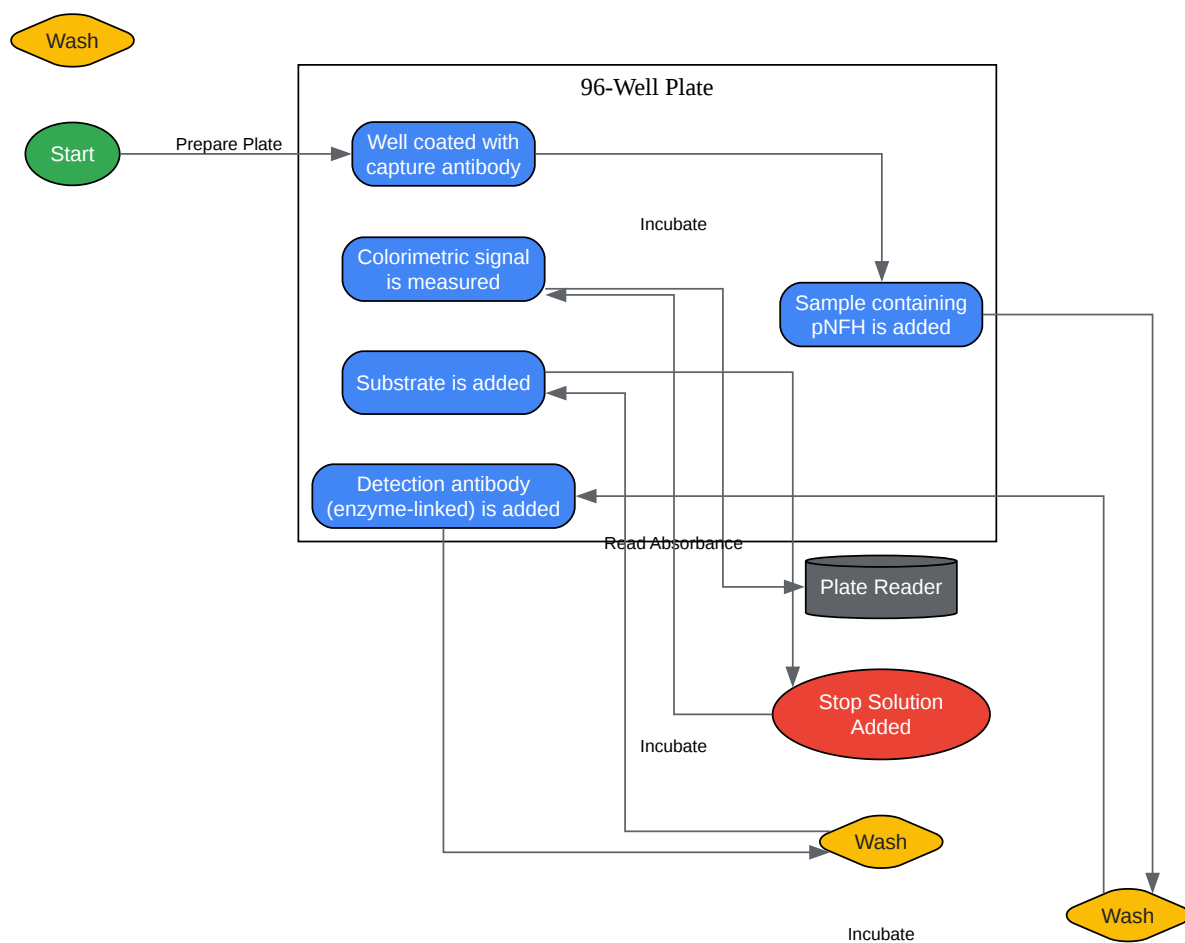 Wash
96-Well Plate
Start
Prepare Plate
Well coated with
capture antibody
Incubate
Colorimetric signal
is measured
Sample containing
pNFH is added
Substrate is added
Detection antibody
(enzyme-linked) is added
Read Absorbance
Plate Reader
Stop Solution
Added
Incubate
Wash
Wash
Incubate